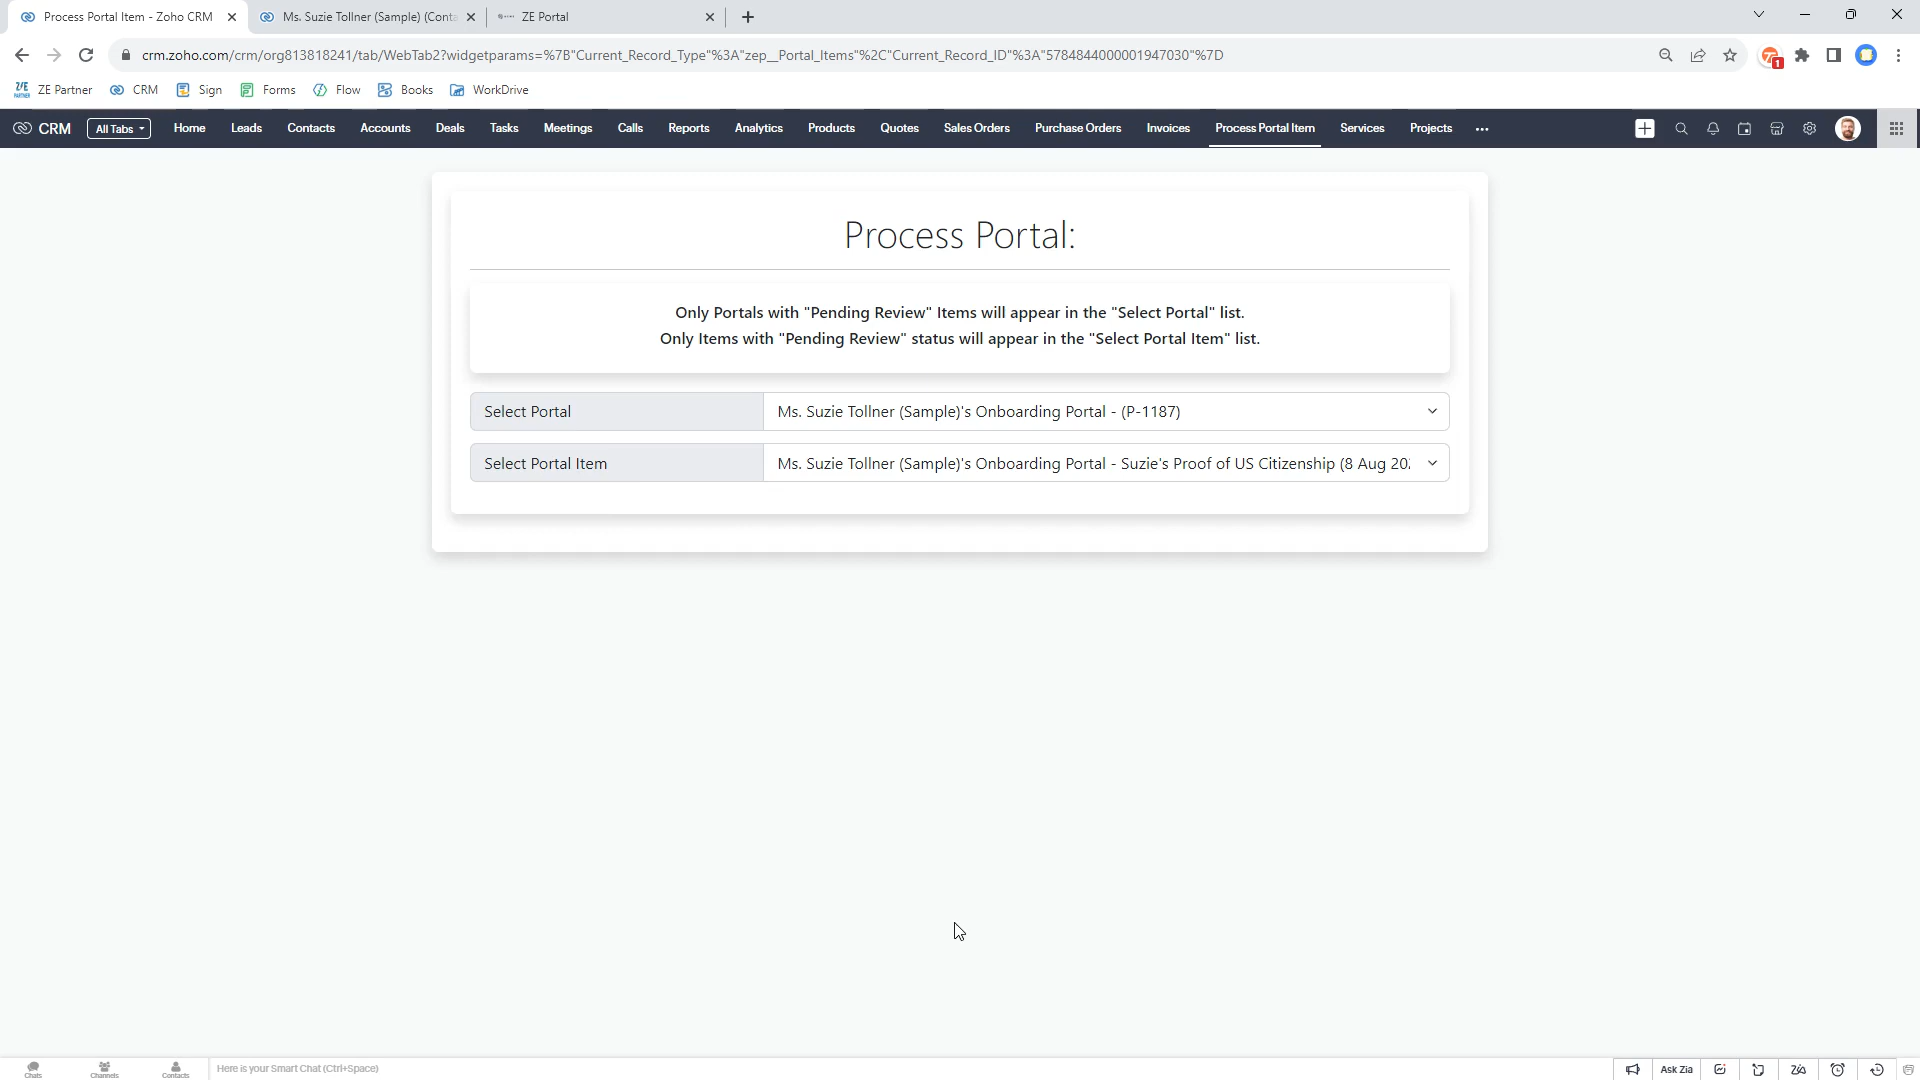 Process Portal Item - Zoho CRM
Ms. Suzie Tollner (Sample) (Conta
ZE Portal
crm.zoho.com/crm/org813818241/tab/WebTab2?widgetparams=%7B"Current_Record_Type"%3A"zep__Portal_Items"%2C"Current_Record_ID"%3A"5784844000001947030"%7D
1
ZE Partner
CRM
Sign
Forms
Flow
Books
WorkDrive
CRM
All Tabs
Home
Leads
Contacts
Accounts
Deals
Tasks
Meetings
Calls
Reports
Analytics
Products
Quotes
Sales Orders
Purchase Orders
Invoices
Process Portal Item
Services
Projects
Process Portal:
Only Portals with "Pending Review" Items will appear in the "Select Portal" list.
Only Items with "Pending Review" status will appear in the "Select Portal Item" list.
Select Portal
Ms. Suzie Tollner (Sample)'s Onboarding Portal - (P-1187)
Select Portal Item
Ms. Suzie Tollner (Sample)'s Onboarding Portal - Suzie's Proof of US Citizenship (8 Aug 20
Chats
Channels
Contacts
Here is your Smart Chat (Ctrl+Space)
Ask Zia